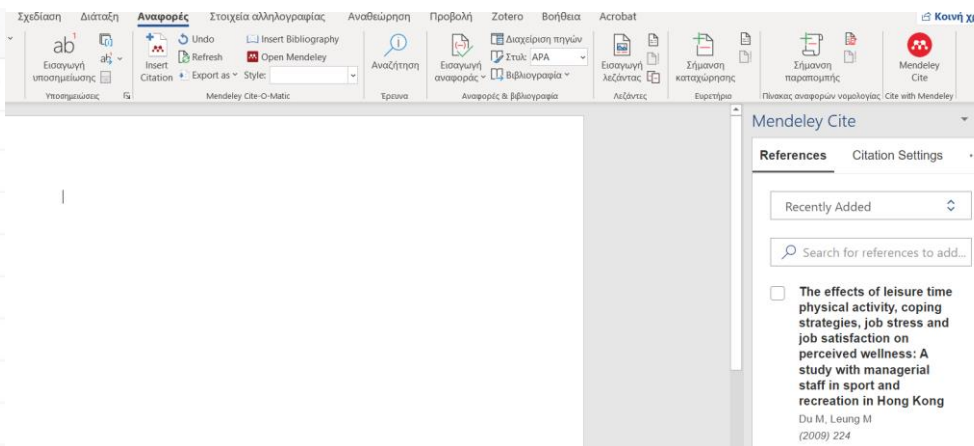 Σχεδίαση Διάταξη Αναφορές Στοιχεία αλληλογραφίας Αναθεώρηση Προβολή Zotero Βοήθεια Acrobat Κοινή
ab1 Εισαγωγή υποσημείωσης
ab
Υποσημειώσεις
Insert Citation
Undo
Refresh
Export as
Insert Bibliography
Open Mendeley
Style:
Mendeley Cite-O-Matic
Αναζήτηση
Έρευνα
Εισαγωγή αναφοράς
Διαχείριση πηγών
Στυλ: APA
Βιβλιογραφία
Αναφορές & βιβλιογραφία
Εισαγωγή λεζάντας
Λεζάντες
Σήμανση καταχώρησης
Ευρετήριο
Σήμανση παραπομπής
Πίνακας αναφορών νομολογίας
Mendeley Cite
Cite with Mendeley
Mendeley Cite
References Citation Settings
Recently Added
Search for references to add...
The effects of leisure time
physical activity, coping
strategies, job stress and
job satisfaction on
perceived wellness: A
study with managerial
staff in sport and
recreation in Hong Kong
Du M, Leung M
(2009) 224